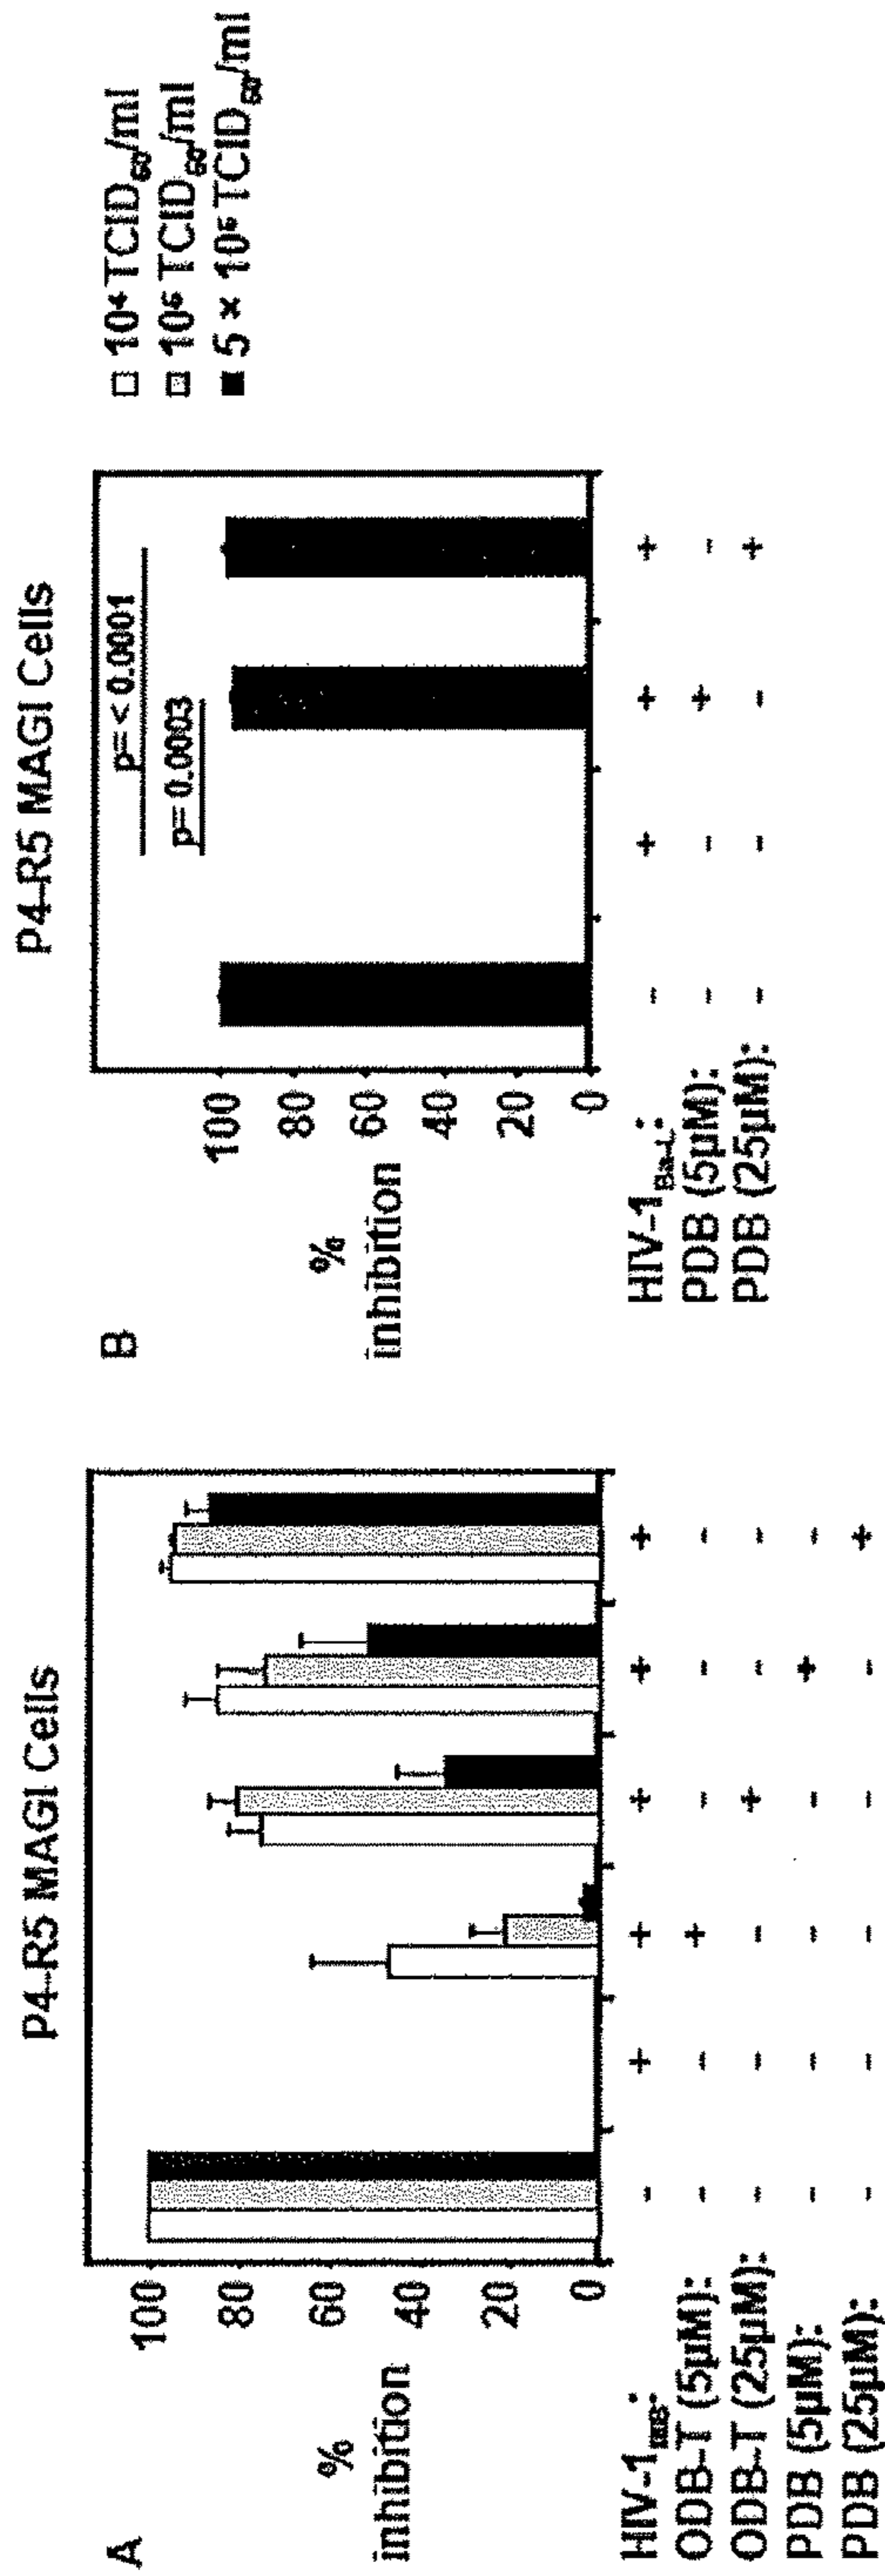 A
P4-R5 MAGI Cells
%
inhibition
100
80
60
40
20
0
HIV-1IIIB: - + + + + +
ODB-T (5µM): - - + - - -
ODB-T (25µM): - - - + - -
PDB (5µM): - - - - + -
PDB (25µM): - - - - - +
B
P4-R5 MAGI Cells
%
inhibition
100
80
60
40
20
0
p= < 0.0001
p= 0.0003
HIV-1Ba-L: - + + +
PDB (5µM): - - + -
PDB (25µM): - - - +
10⁴ TCID₅₀/ml
10⁵ TCID₅₀/ml
5 × 10⁵ TCID₅₀/ml